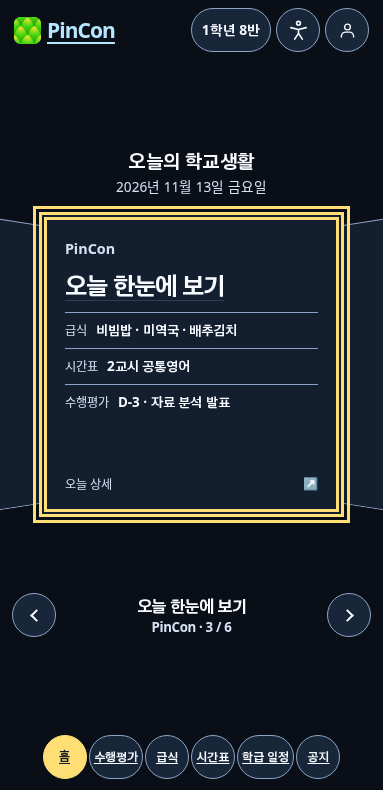 PinCon
1학년 8반
오늘의 학교생활
2026년 11월 13일 금요일
PinCon
오늘 한눈에 보기
급식 비빔밥 · 미역국 · 배추김치
시간표 2교시 공통영어
수행평가 D-3 · 자료 분석 발표
오늘 상세 ↗
오늘 한눈에 보기
PinCon · 3 / 6
홈 수행평가 급식 시간표 학급 일정 공지